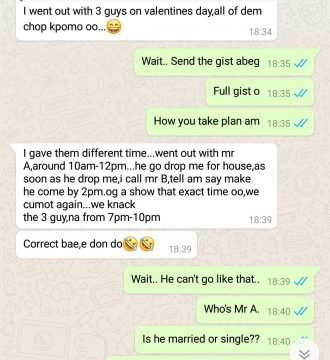 I went out with 3 guys on valentines day,all of dem
chop kpomo oo...😄
18:34
Wait.. Send the gist abeg
18:35
Full gist o
18:35
How you take plan am
18:35
I gave them different time...went out with mr
A,around 10am-12pm...he go drop me for house,as
soon as he drop me,i call mr B,tell am say make
he come by 2pm.og a show that exact time oo,we
cumot again...we knack
the 3 guy,na from 7pm-10pm
18:39
Correct bae,e don do🤣🤣
18:39
Wait.. He can't go like that..
18:39
Who's Mr A.
18:40
Is he married or single??
18:40